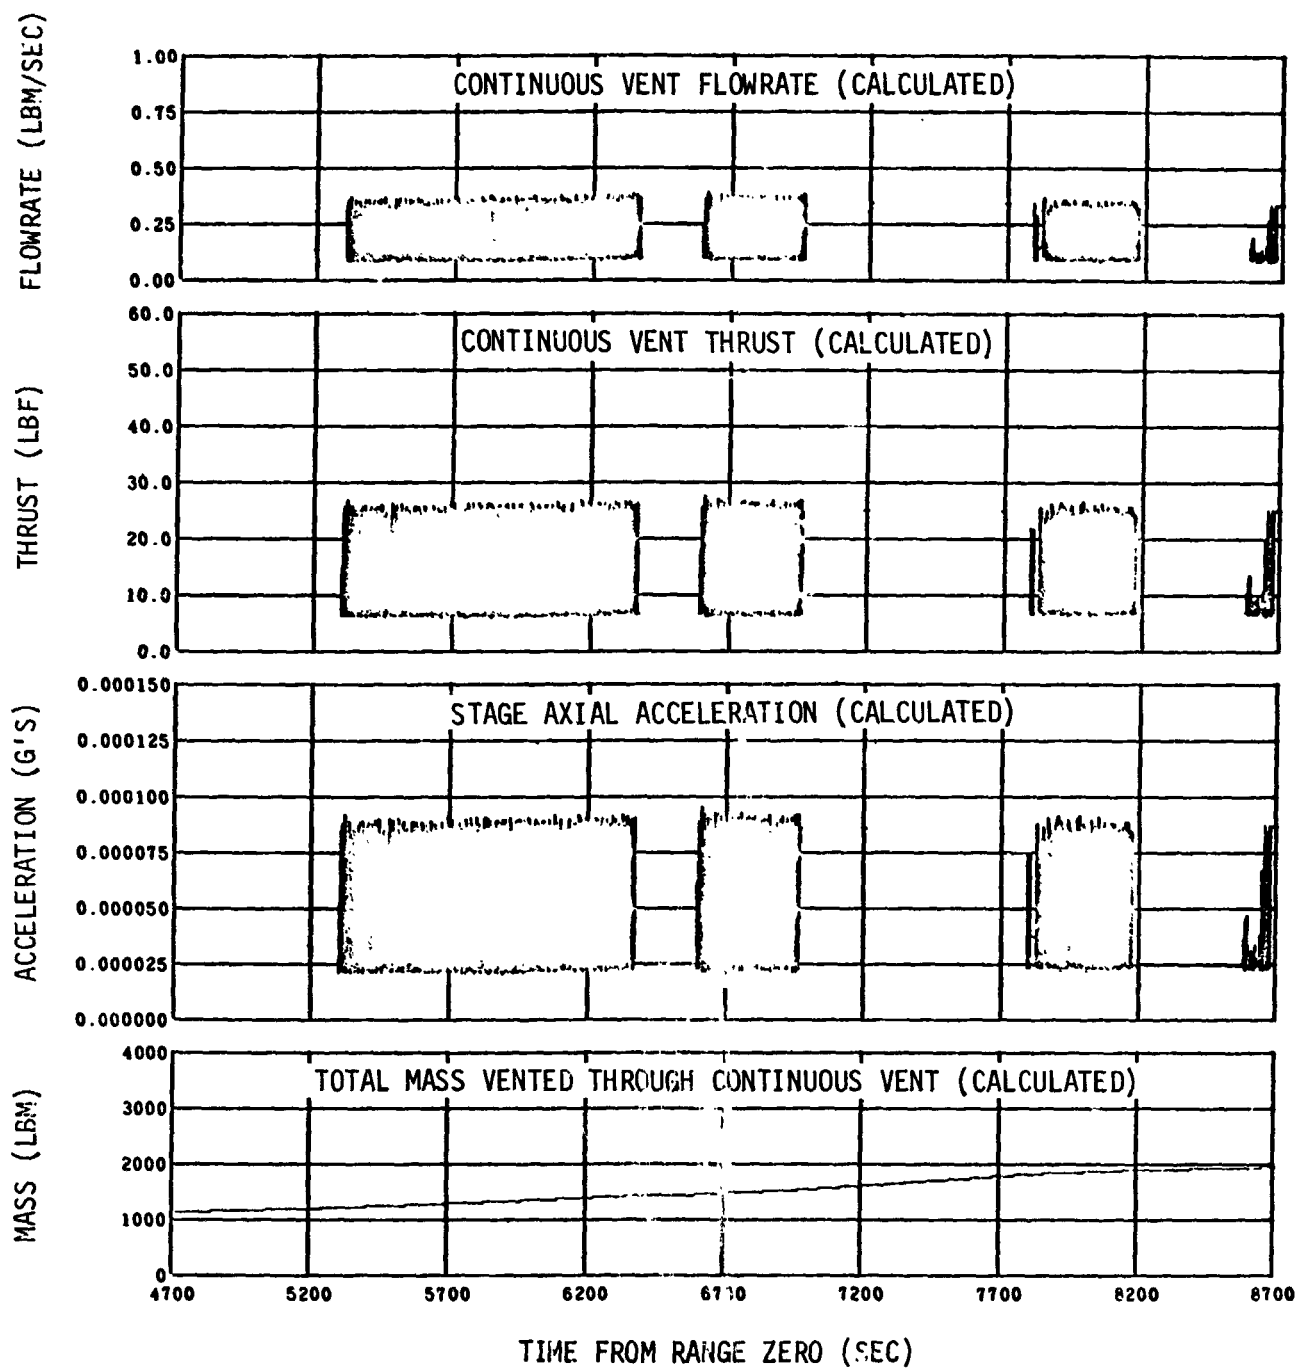 FLOWRATE (LBM/SEC)
CONTINUOUS VENT FLOWRATE (CALCULATED)
1.00
0.75
0.50
0.25
0.00
THRUST (LBF)
CONTINUOUS VENT THRUST (CALCULATED)
60.0
50.0
40.0
30.0
20.0
10.0
0.0
ACCELERATION (G'S)
STAGE AXIAL ACCELERATION (CALCULATED)
0.000150
0.000125
0.000100
0.000075
0.000050
0.000025
0.000000
MASS (LBM)
TOTAL MASS VENTED THROUGH CONTINUOUS VENT (CALCULATED)
4000
3000
2000
1000
0
4700 5200 5700 6200 6700 7200 7700 8200 8700
TIME FROM RANGE ZERO (SEC)